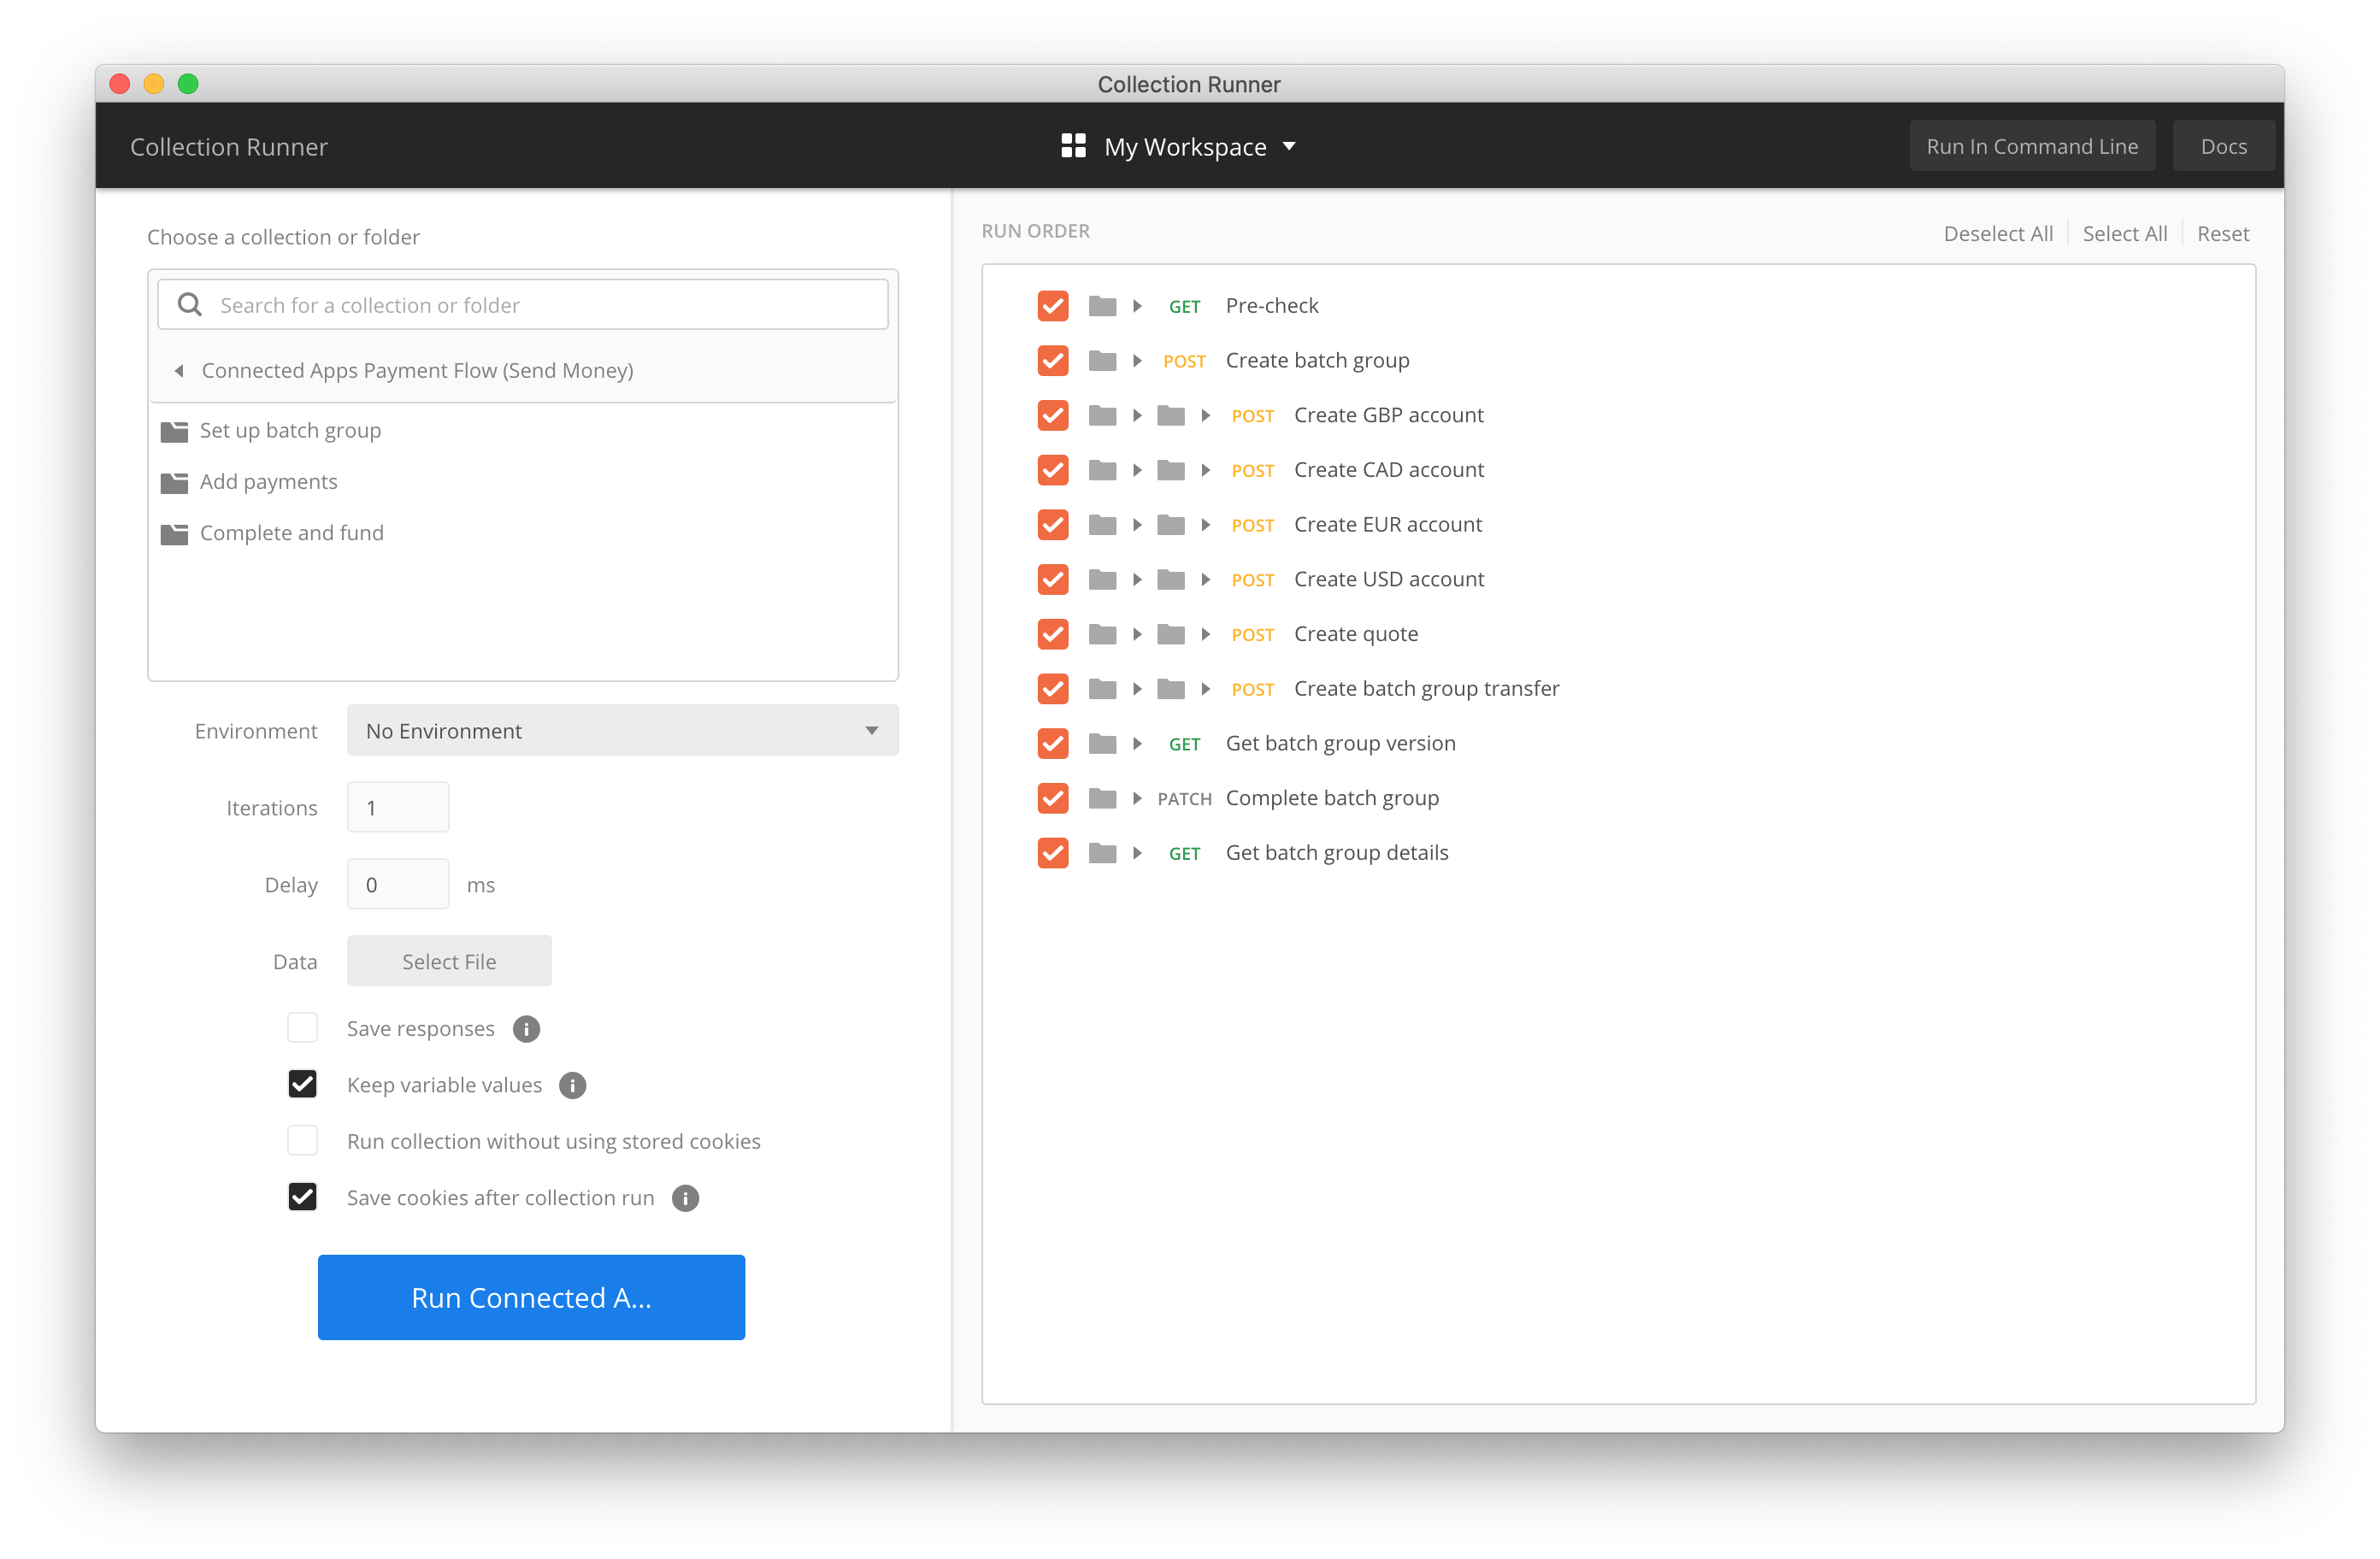 Collection Runner
Collection Runner
My Workspace
Run In Command Line
Docs
Choose a collection or folder
Search for a collection or folder
Connected Apps Payment Flow (Send Money)
Set up batch group
Add payments
Complete and fund
Environment
No Environment
Iterations
1
Delay
0
ms
Data
Select File
Save responses
Keep variable values
Run collection without using stored cookies
Save cookies after collection run
Run Connected A...
RUN ORDER
Deselect All
Select All
Reset
GET Pre-check
POST Create batch group
POST Create GBP account
POST Create CAD account
POST Create EUR account
POST Create USD account
POST Create quote
POST Create batch group transfer
GET Get batch group version
PATCH Complete batch group
GET Get batch group details